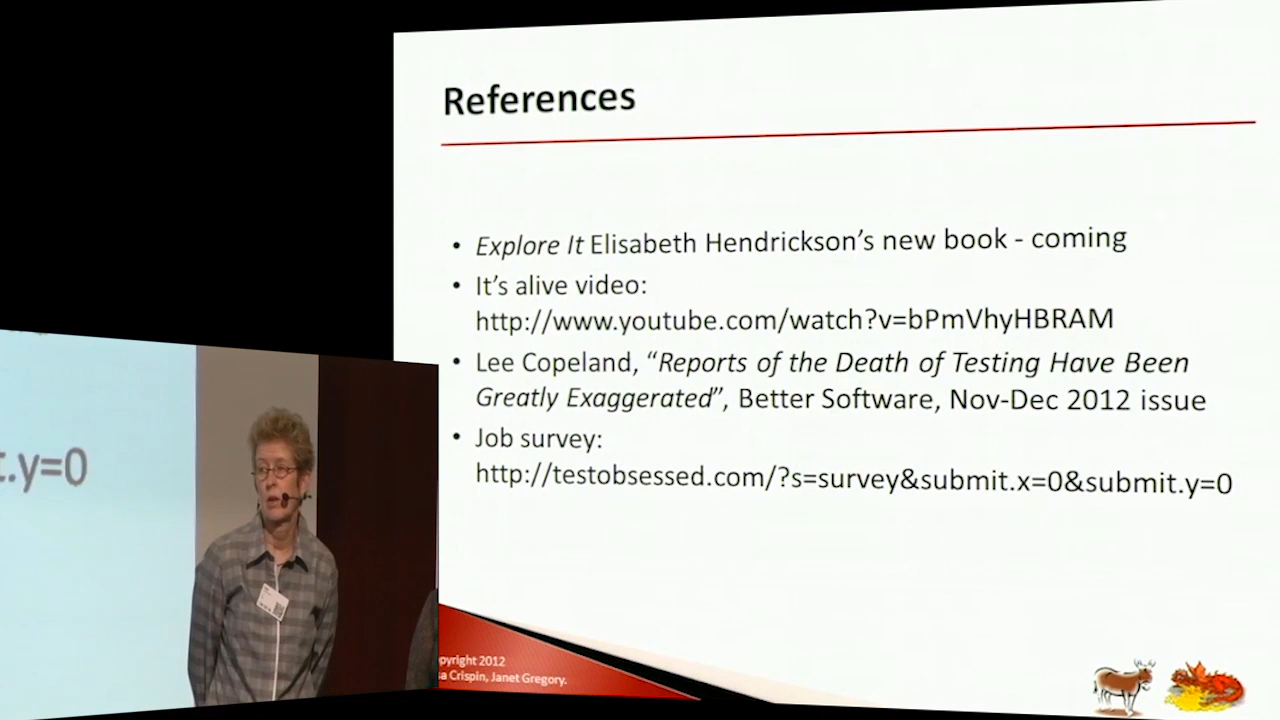 References
• Explore It Elisabeth Hendrickson’s new book - coming
• It’s alive video:
http://www.youtube.com/watch?v=bPmVhyHBRAM
• Lee Copeland, “Reports of the Death of Testing Have Been
Greatly Exaggerated”, Better Software, Nov-Dec 2012 issue
• Job survey:
http://testobsessed.com/?s=survey&submit.x=0&submit.y=0
t.y=0
pyright 2012
sa Crispin, Janet Gregory.